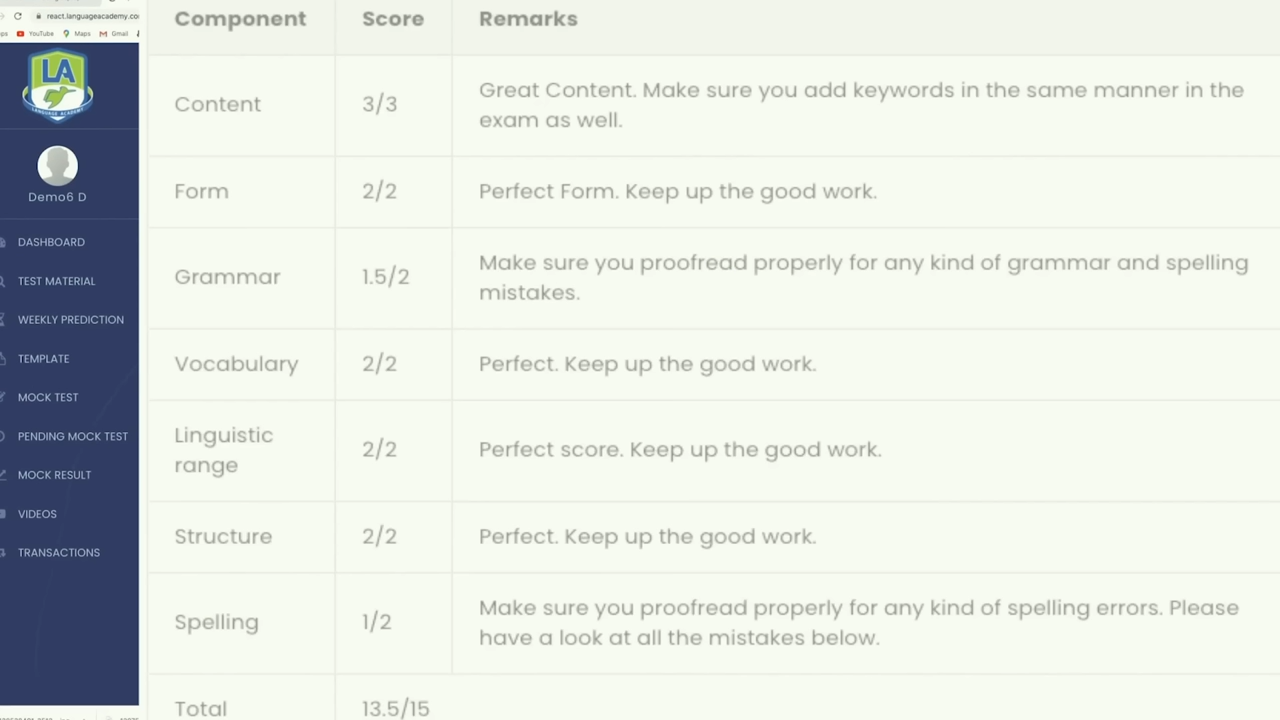 react.languageacademy.co
YouTube
Maps
Gmail
LA
LANGUAGE ACADEMY
Demo6 D
DASHBOARD
TEST MATERIAL
WEEKLY PREDICTION
TEMPLATE
MOCK TEST
PENDING MOCK TEST
MOCK RESULT
VIDEOS
TRANSACTIONS
Component Score Remarks
Content 3/3 Great Content. Make sure you add keywords in the same manner in the
exam as well.
Form 2/2 Perfect Form. Keep up the good work.
Grammar 1.5/2 Make sure you proofread properly for any kind of grammar and spelling
mistakes.
Vocabulary 2/2 Perfect. Keep up the good work.
Linguistic
range 2/2 Perfect score. Keep up the good work.
Structure 2/2 Perfect. Keep up the good work.
Spelling 1/2 Make sure you proofread properly for any kind of spelling errors. Please
have a look at all the mistakes below.
Total 13.5/15